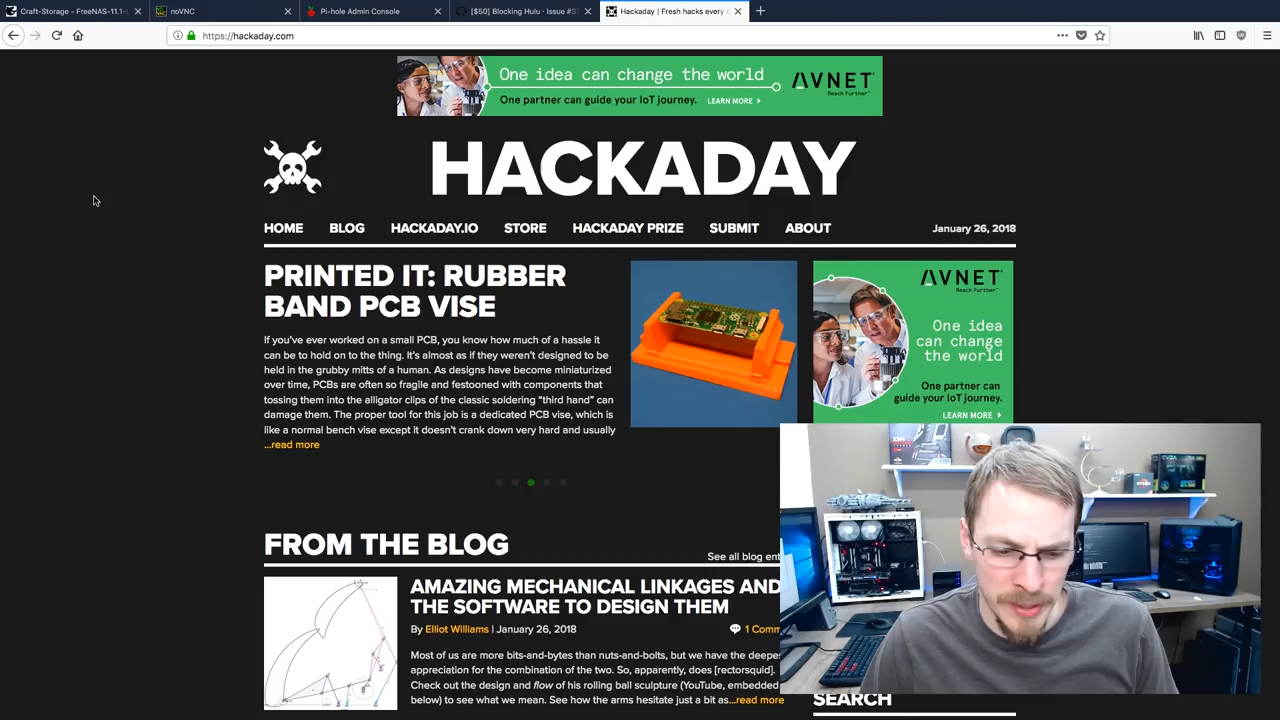 Craft-Storage - FreeNAS-11.1-
noVNC
Pi-hole Admin Console
[$50] Blocking Hulu · Issue #3
Hackaday | Fresh hacks every
https://hackaday.com
One idea can change the world
One partner can guide your IoT journey. LEARN MORE
AVNET
Reach Further™
HACKADAY
HOME BLOG HACKADAY.IO STORE HACKADAY PRIZE SUBMIT ABOUT January 26, 2018
PRINTED IT: RUBBER
BAND PCB VISE
If you've ever worked on a small PCB, you know how much of a hassle it
can be to hold on to the thing. It's almost as if they weren't designed to be
held in the grubby mitts of a human. As designs have become miniaturized
over time, PCBs are often so fragile and festooned with components that
tossing them into the alligator clips of the classic soldering "third hand" can
damage them. The proper tool for this job is a dedicated PCB vise, which is
like a normal bench vise except it doesn't crank down very hard and usually
...read more
AVNET
Reach Further™
One idea
can change
the world
One partner can
guide your IoT journey.
LEARN MORE
FROM THE BLOG
See all blog ent
AMAZING MECHANICAL LINKAGES AND
THE SOFTWARE TO DESIGN THEM
By Elliot Williams | January 26, 2018
1 Comm
Most of us are more bits-and-bytes than nuts-and-bolts, but we have the deepes
appreciation for the combination of the two. So, apparently, does [rectorsquid].
Check out the design and flow of his rolling ball sculpture (YouTube, embedded
below) to see what we mean. See how the arms hesitate just a bit as...read more
SEARCH